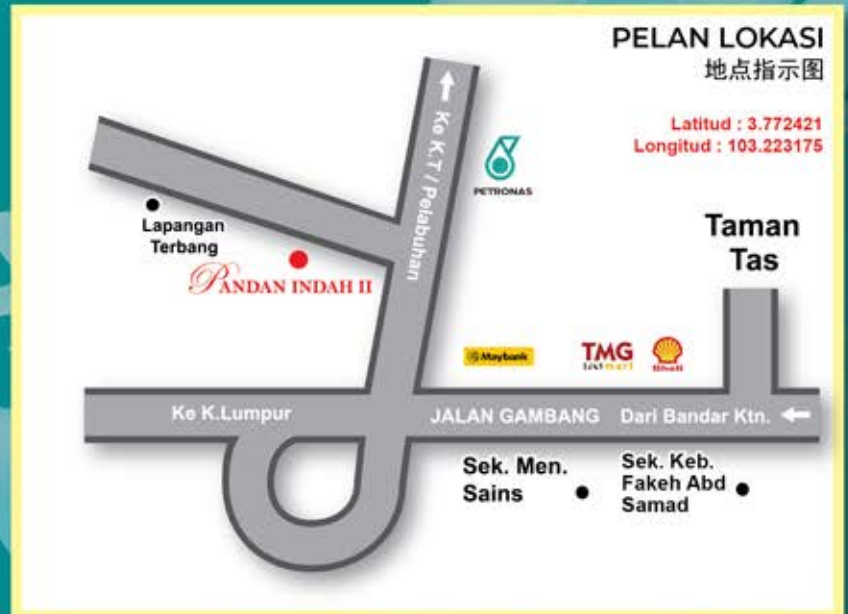 PELAN LOKASI
地点指示图
Latitud : 3.772421
Longitud : 103.223175
Ke K.T / Pelabuhan
PETRONAS
Lapangan
Terbang
PANDAN INDAH II
Taman
Tas
Maybank
TMG
Shell
Ke K.Lumpur
JALAN GAMBANG
Dari Bandar Ktn.
Sek. Men.
Sains
Sek. Keb.
Fakeh Abd
Samad